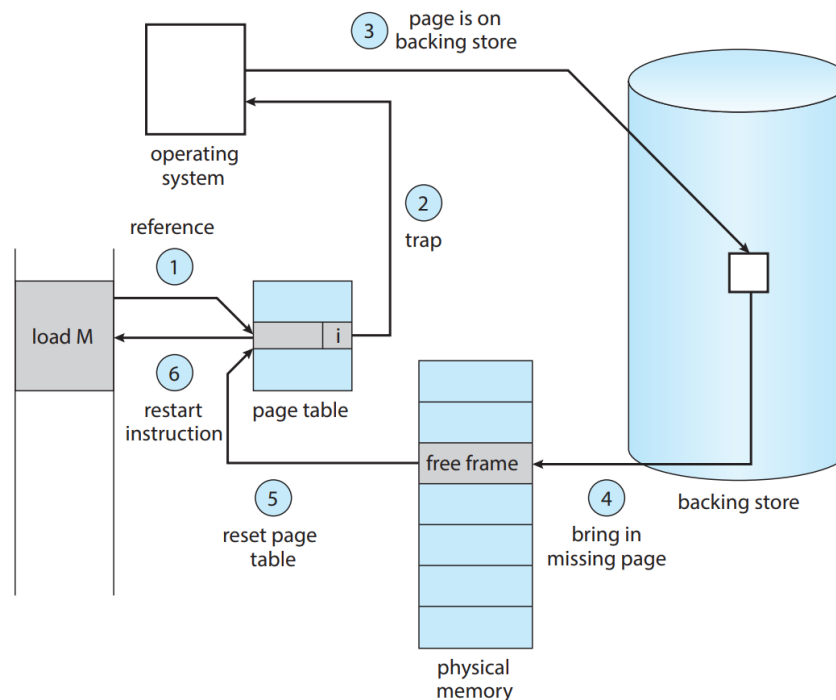 3
page is on
backing store
operating
system
2
trap
reference
1
load M
i
6
restart
instruction
page table
free frame
5
reset page
table
4
bring in
missing page
backing store
physical
memory